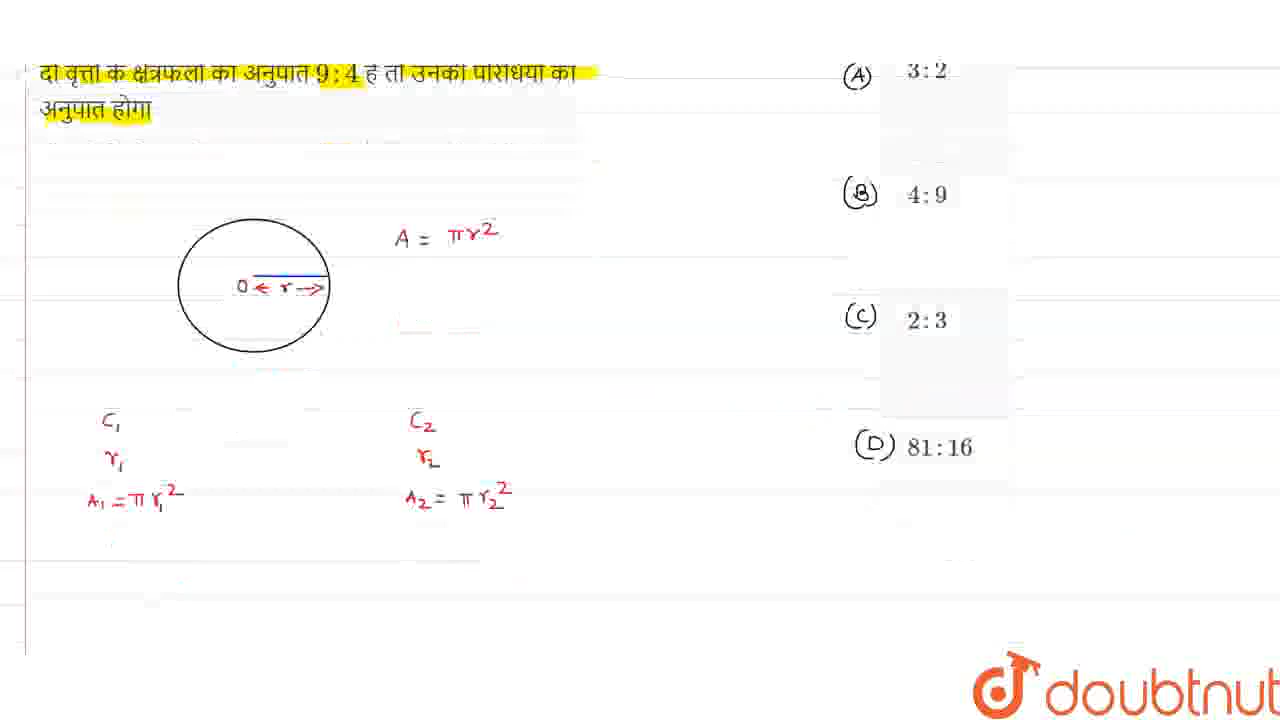 दो वृत्तों के क्षेत्रफलों का अनुपात 9 : 4 है तो उनकी परिधियों का
अनुपात होगा
(A) 3 : 2
(B) 4 : 9
A = πr²
O ← r →
(C) 2 : 3
C₁ C₂
r₁ r₂
(D) 81 : 16
A₁ = πr₁² A₂ = πr₂²
doubtnut